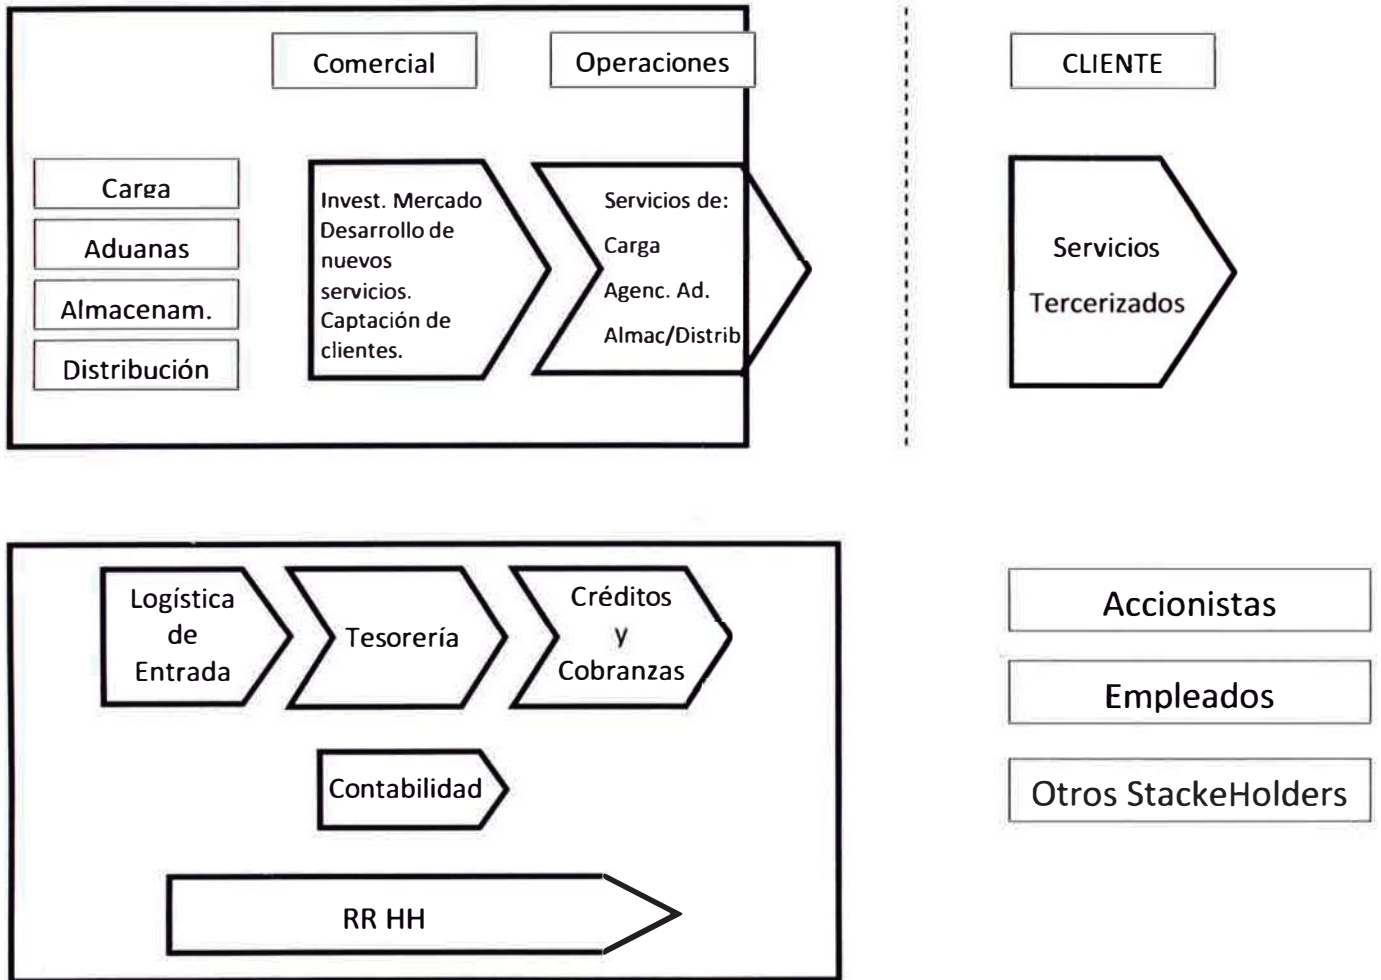 Comercial
Operaciones
CLIENTE
Carga
Aduanas
Almacenam.
Distribución
Invest. Mercado
Desarrollo de
nuevos
servicios.
Captación de
clientes.
Servicios de:
Carga
Agenc. Ad.
Almac/Distrib
Servicios
Tercerizados
Logística
de
Entrada
Tesorería
Créditos
y
Cobranzas
Contabilidad
RR HH
Accionistas
Empleados
Otros StackeHolders